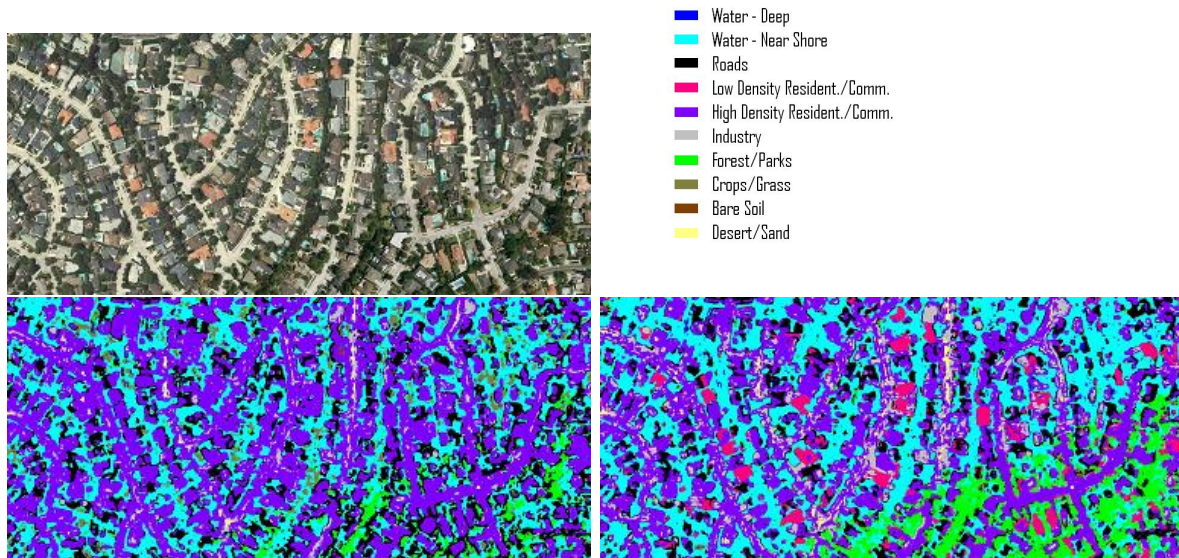 Water - Deep
Water - Near Shore
Roads
Low Density Resident./Comm.
High Density Resident./Comm.
Industry
Forest/Parks
Crops/Grass
Bare Soil
Desert/Sand